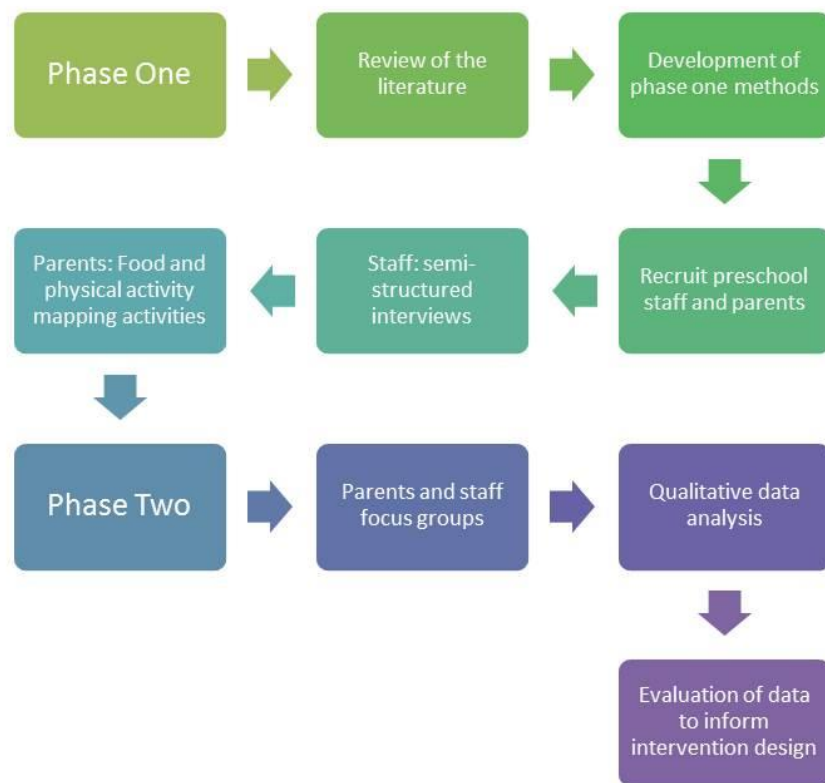 Phase One
Review of the
literature
Development of
phase one methods
Recruit preschool
staff and parents
Staff: semi-
structured
interviews
Parents: Food and
physical activity
mapping activities
Phase Two
Parents and staff
focus groups
Qualitative data
analysis
Evaluation of data
to inform
intervention design